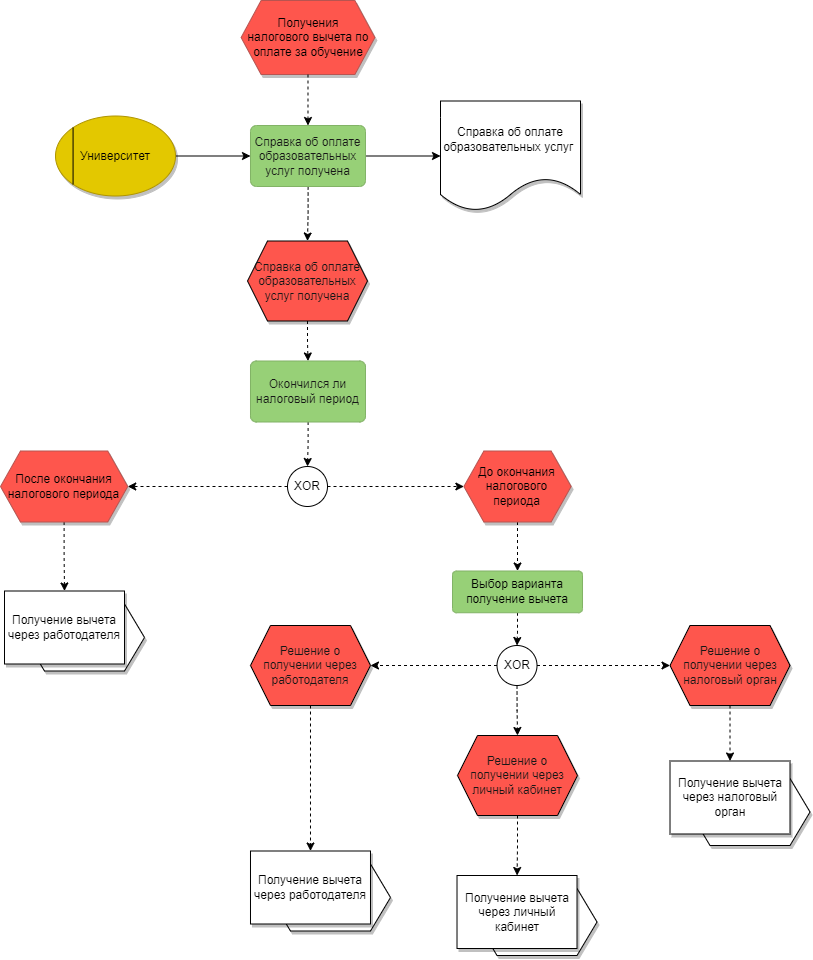 Получения
налогового вычета по
оплате за обучение
Университет
Справка об оплате
образовательных
услуг получена
Справка об оплате
образовательных услуг
Справка об оплате
образовательных
услуг получена
Окончился ли
налоговый период
После окончания
налогового периода
XOR
До окончания
налогового
периода
Получение вычета
через работодателя
Выбор варианта
получение вычета
Решение о
получении через
работодателя
XOR
Решение о
получении через
налоговый орган
Решение о
получении через
личный кабинет
Получение вычета
через налоговый
орган
Получение вычета
через работодателя
Получение вычета
через личный
кабинет